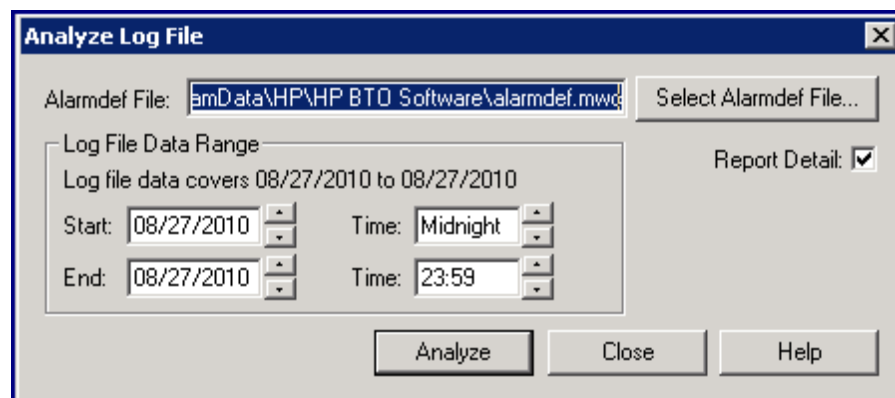 Analyze Log File
Alarmdef File: amData\HP\HP BTO Software\alarmdef.mwc Select Alarmdef File...
Log File Data Range
Report Detail:
Log file data covers 08/27/2010 to 08/27/2010
Start: 08/27/2010 Time: Midnight
End: 08/27/2010 Time: 23:59
Analyze Close Help